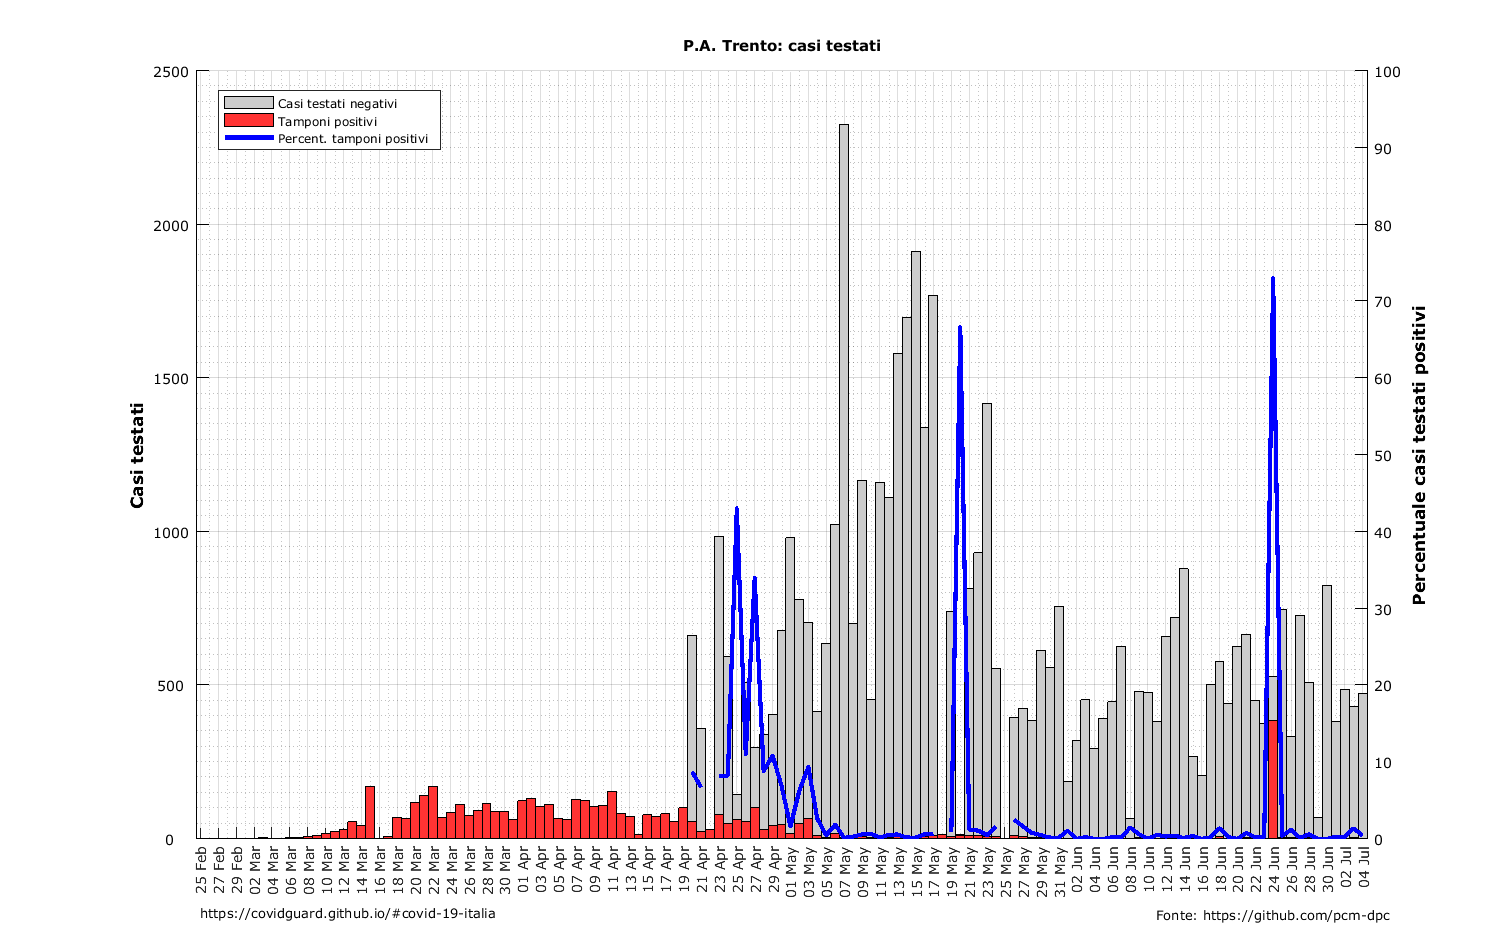 P.A. Trento: casi testati
Casi testati negativi
Tamponi positivi
Percent. tamponi positivi
2500
2000
1500
1000
500
0
Casi testati
100
90
80
70
60
50
40
30
20
10
0
Percentuale casi testati positivi
25 Feb
27 Feb
29 Feb
02 Mar
04 Mar
06 Mar
08 Mar
10 Mar
12 Mar
14 Mar
16 Mar
18 Mar
20 Mar
22 Mar
24 Mar
26 Mar
28 Mar
30 Mar
01 Apr
03 Apr
05 Apr
07 Apr
09 Apr
11 Apr
13 Apr
15 Apr
17 Apr
19 Apr
21 Apr
23 Apr
25 Apr
27 Apr
29 Apr
01 May
03 May
05 May
07 May
09 May
11 May
13 May
15 May
17 May
19 May
21 May
23 May
25 May
27 May
29 May
31 May
02 Jun
04 Jun
06 Jun
08 Jun
10 Jun
12 Jun
14 Jun
16 Jun
18 Jun
20 Jun
22 Jun
24 Jun
26 Jun
28 Jun
30 Jun
02 Jul
04 Jul
https://covidguard.github.io/#covid-19-italia
Fonte: https://github.com/pcm-dpc